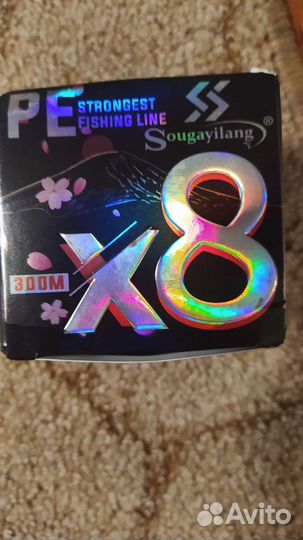 PE STRONGEST
FISHING LINE
Sougayilang®
300M
X8
Avito